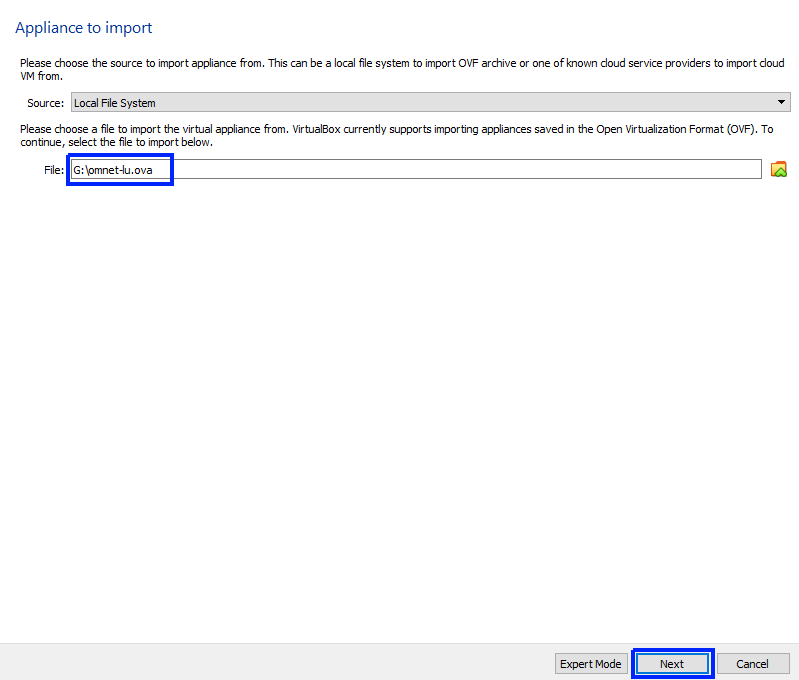 Appliance to import
Please choose the source to import appliance from. This can be a local file system to import OVF archive or one of known cloud service providers to import cloud
VM from.
Source: Local File System
Please choose a file to import the virtual appliance from. VirtualBox currently supports importing appliances saved in the Open Virtualization Format (OVF). To
continue, select the file to import below.
File: G:\omnet-lu.ova
Expert Mode Next Cancel